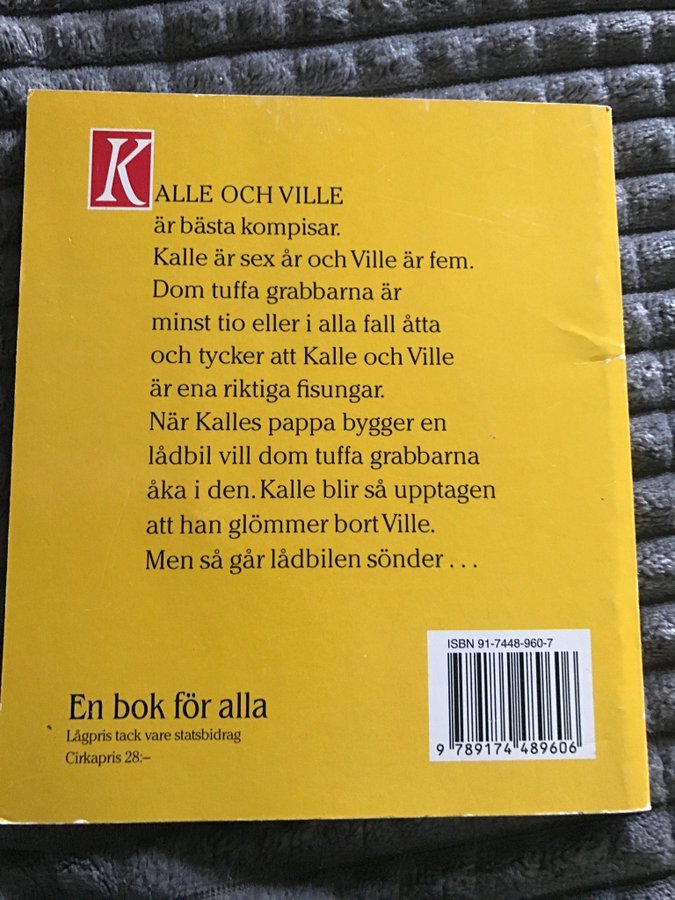 KALLE OCH VILLE
är bästa kompisar.
Kalle är sex år och Ville är fem.
Dom tuffa grabbarna är
minst tio eller i alla fall åtta
och tycker att Kalle och Ville
är ena riktiga fisungar.
När Kalles pappa bygger en
lådbil vill dom tuffa grabbarna
åka i den. Kalle blir så upptagen
att han glömmer bort Ville.
Men så går lådbilen sönder . . .
ISBN 91-7448-960-7
9 789174 489606
En bok för alla
Lågpris tack vare statsbidrag
Cirkapris 28:–